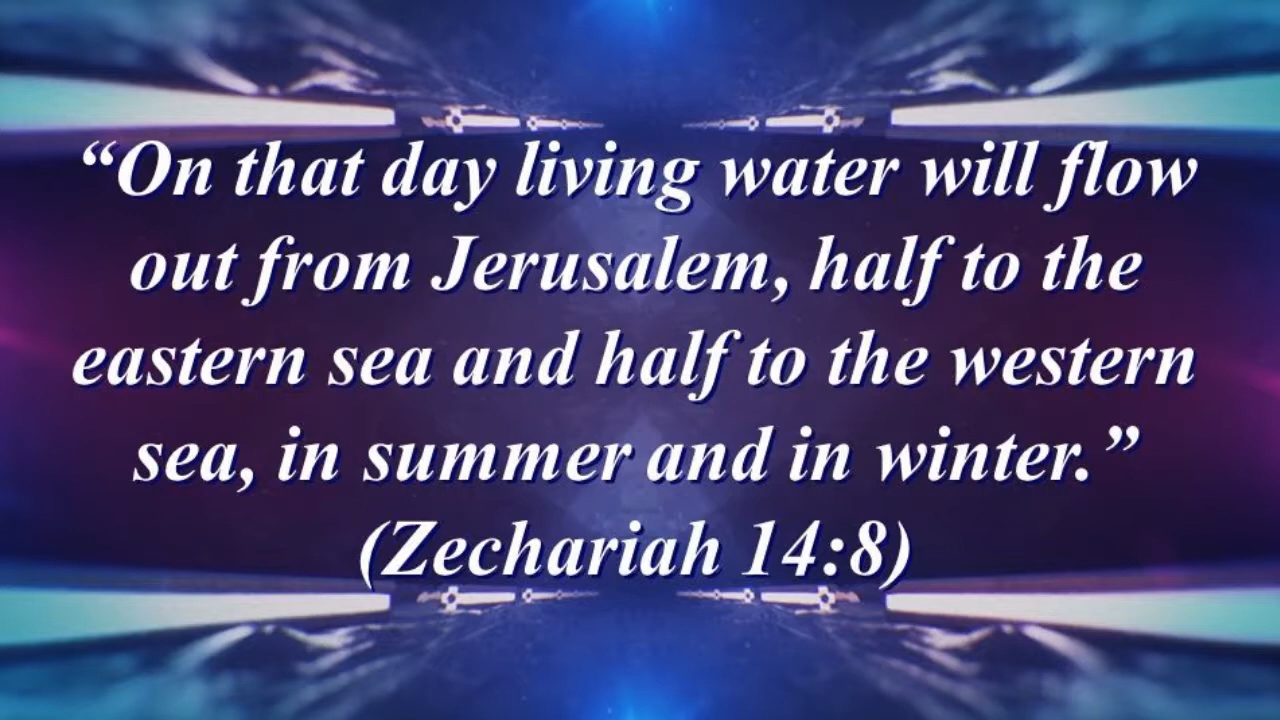 “On that day living water will flow
out from Jerusalem, half to the
eastern sea and half to the western
sea, in summer and in winter.”
(Zechariah 14:8)